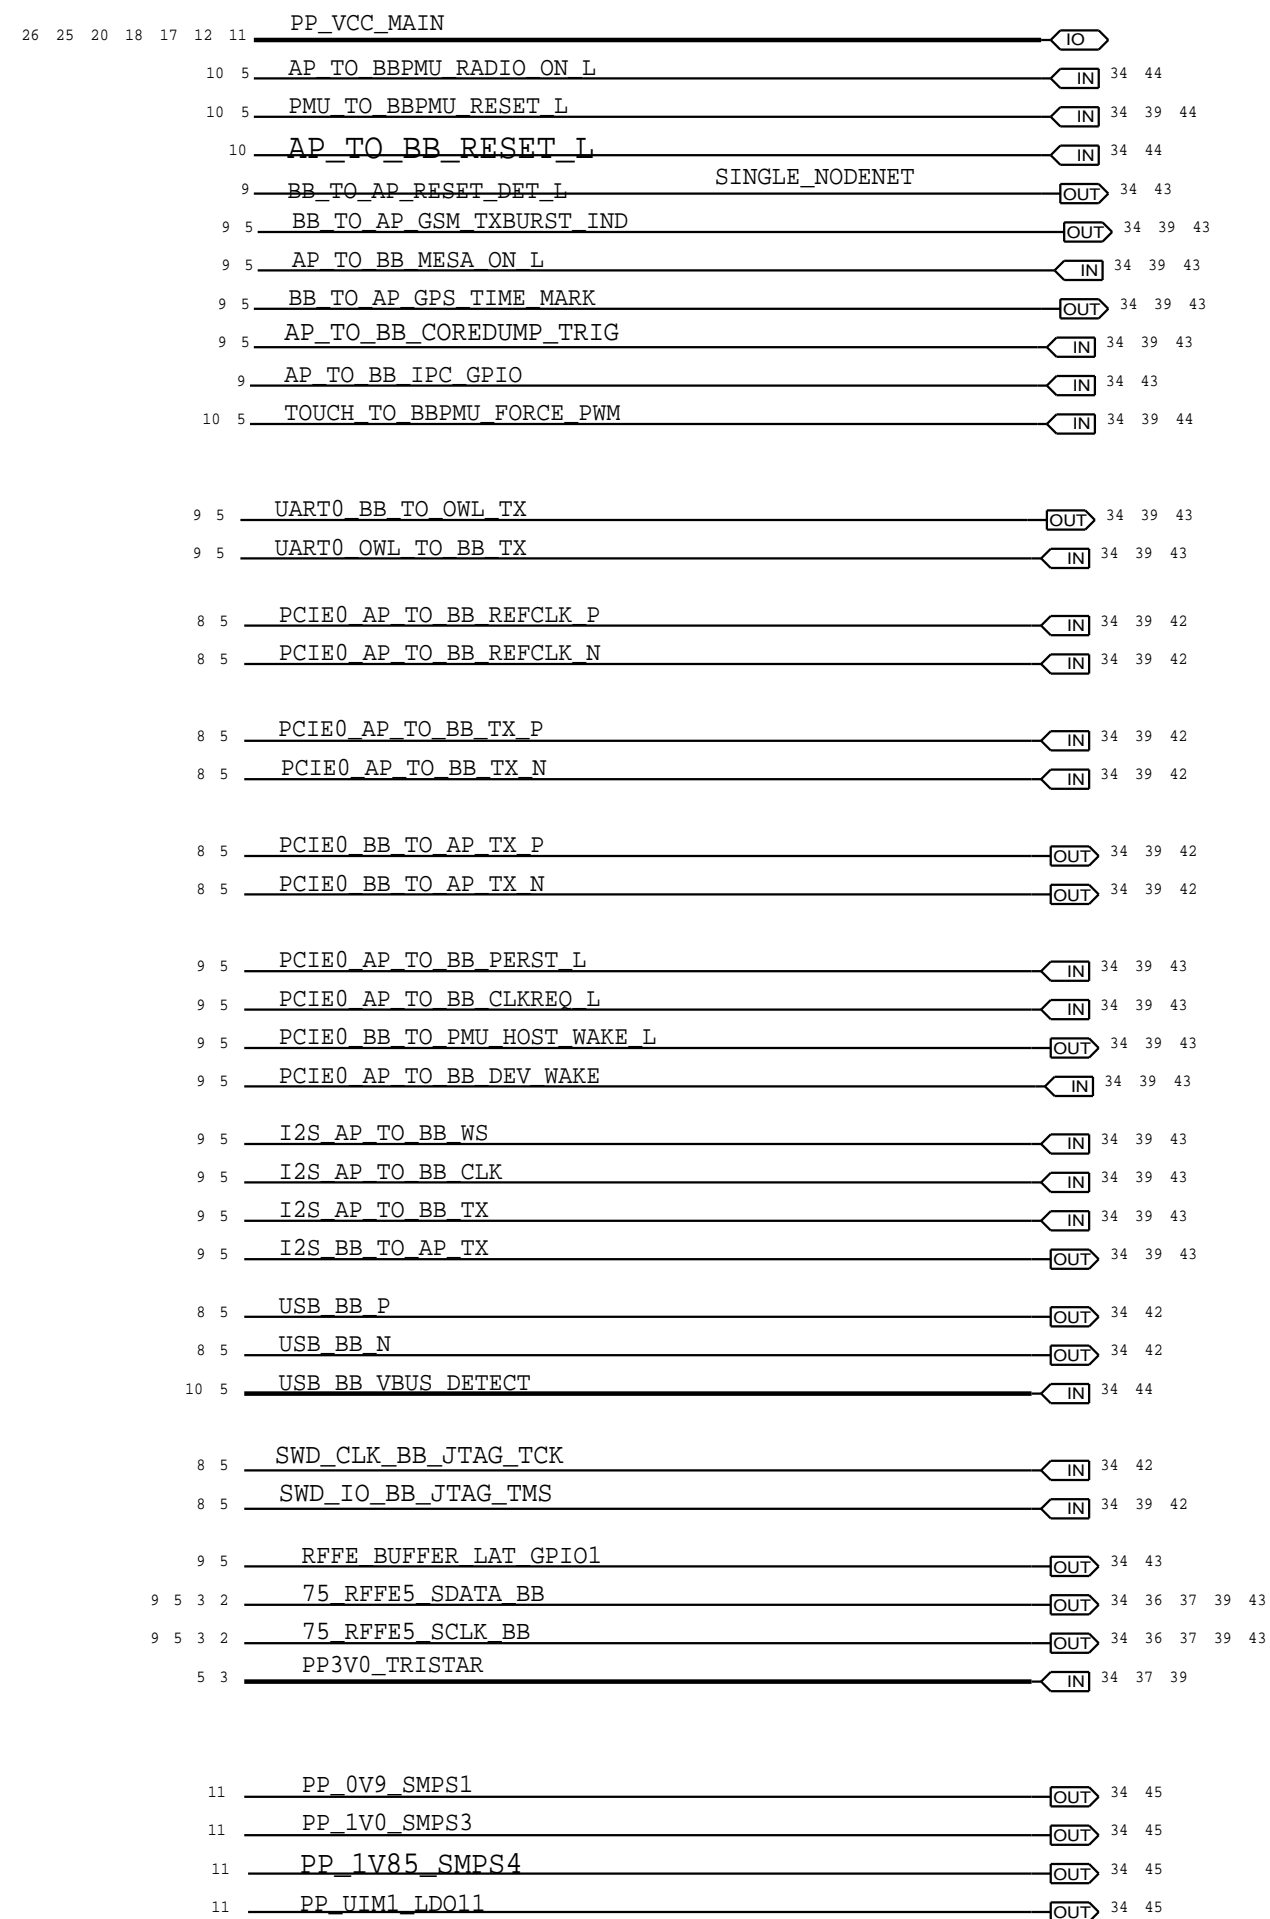 26 25 20 18 17 12 11 PP_VCC_MAIN IO
10 5 AP_TO_BBPMU_RADIO_ON_L IN 34 44
10 5 PMU_TO_BBPMU_RESET_L IN 34 39 44
10 AP_TO_BB_RESET_L IN 34 44
9 BB_TO_AP_RESET_DET_L SINGLE_NODENET OUT 34 43
9 5 BB_TO_AP_GSM_TXBURST_IND OUT 34 39 43
9 5 AP_TO_BB_MESA_ON_L IN 34 39 43
9 5 BB_TO_AP_GPS_TIME_MARK OUT 34 39 43
9 5 AP_TO_BB_COREDUMP_TRIG IN 34 39 43
9 AP_TO_BB_IPC_GPIO IN 34 43
10 5 TOUCH_TO_BBPMU_FORCE_PWM IN 34 39 44
9 5 UART0_BB_TO_OWL_TX OUT 34 39 43
9 5 UART0_OWL_TO_BB_TX IN 34 39 43
8 5 PCIE0_AP_TO_BB_REFCLK_P IN 34 39 42
8 5 PCIE0_AP_TO_BB_REFCLK_N IN 34 39 42
8 5 PCIE0_AP_TO_BB_TX_P IN 34 39 42
8 5 PCIE0_AP_TO_BB_TX_N IN 34 39 42
8 5 PCIE0_BB_TO_AP_TX_P OUT 34 39 42
8 5 PCIE0_BB_TO_AP_TX_N OUT 34 39 42
9 5 PCIE0_AP_TO_BB_PERST_L IN 34 39 43
9 5 PCIE0_AP_TO_BB_CLKREQ_L IN 34 39 43
9 5 PCIE0_BB_TO_PMU_HOST_WAKE_L OUT 34 39 43
9 5 PCIE0_AP_TO_BB_DEV_WAKE IN 34 39 43
9 5 I2S_AP_TO_BB_WS IN 34 39 43
9 5 I2S_AP_TO_BB_CLK IN 34 39 43
9 5 I2S_AP_TO_BB_TX IN 34 39 43
9 5 I2S_BB_TO_AP_TX OUT 34 39 43
8 5 USB_BB_P OUT 34 42
8 5 USB_BB_N OUT 34 42
10 5 USB_BB_VBUS_DETECT IN 34 44
8 5 SWD_CLK_BB_JTAG_TCK IN 34 42
8 5 SWD_IO_BB_JTAG_TMS IN 34 39 42
9 5 RFFE_BUFFER_LAT_GPIO1 OUT 34 43
9 5 3 2 75_RFFE5_SDATA_BB OUT 34 36 37 39 43
9 5 3 2 75_RFFE5_SCLK_BB OUT 34 36 37 39 43
5 3 PP3V0_TRISTAR IN 34 37 39
11 PP_0V9_SMPS1 OUT 34 45
11 PP_1V0_SMPS3 OUT 34 45
11 PP_1V85_SMPS4 OUT 34 45
11 PP_UIM1_LDO11 OUT 34 45